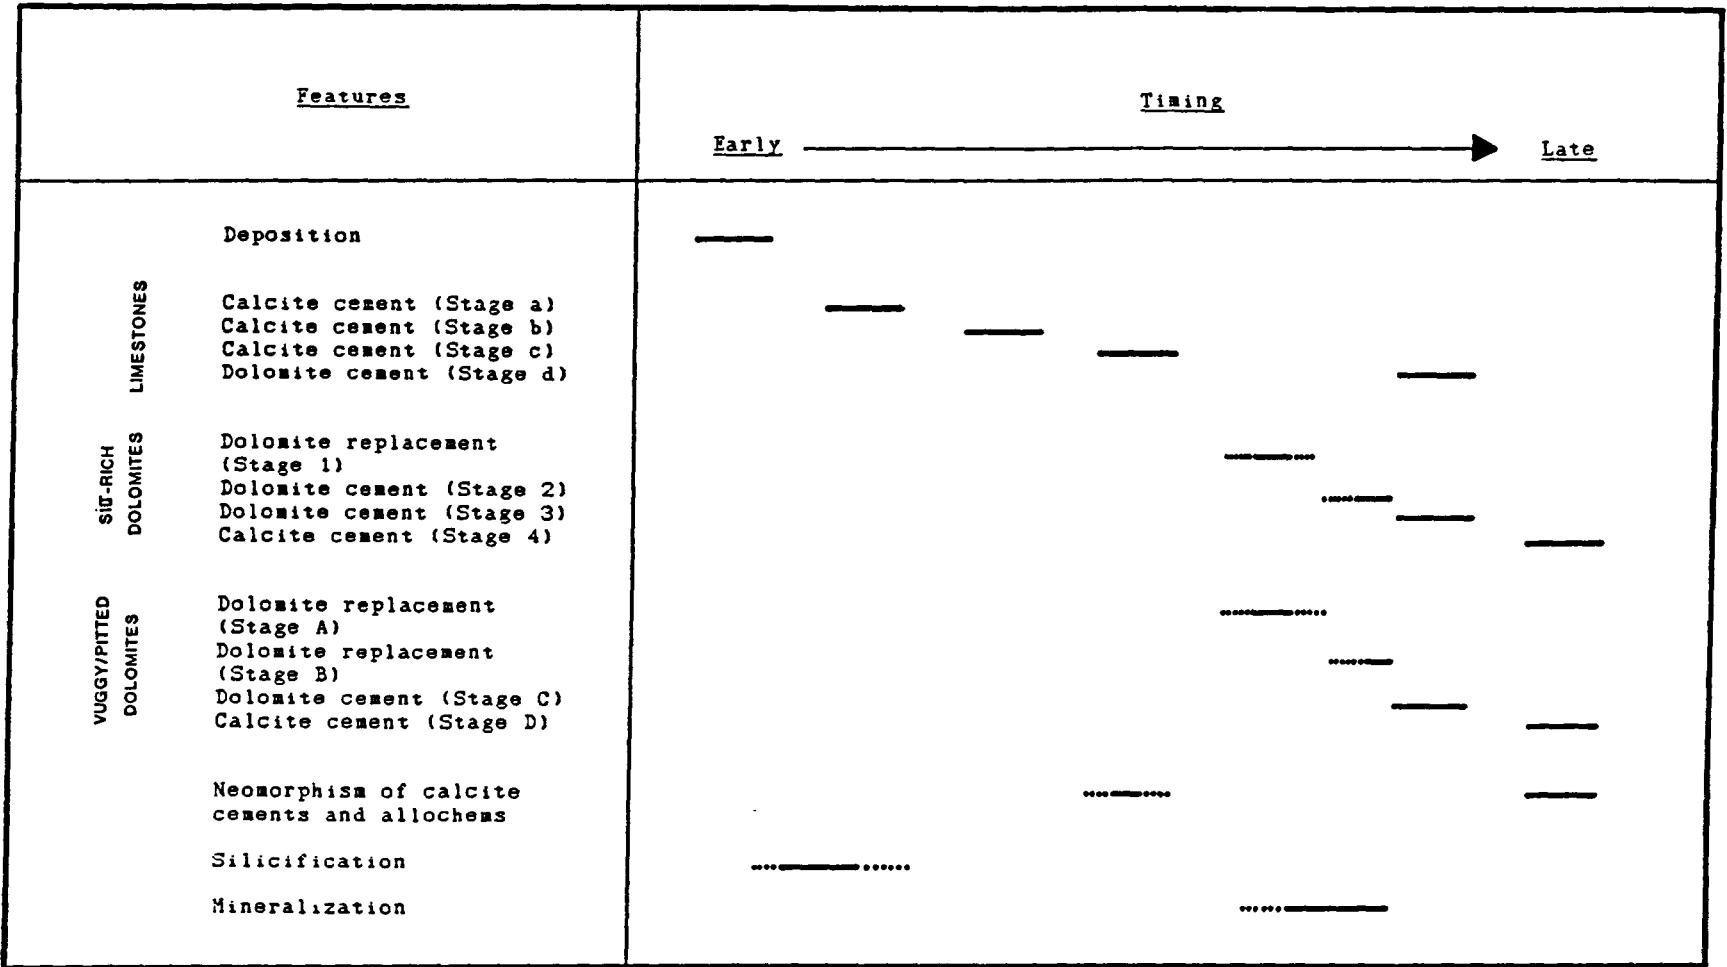 Features
Timing
Early
Late
Deposition
LIMESTONES
Calcite cement (Stage a)
Calcite cement (Stage b)
Calcite cement (Stage c)
Dolomite cement (Stage d)
SILT-RICH
DOLOMITES
Dolomite replacement
(Stage 1)
Dolomite cement (Stage 2)
Dolomite cement (Stage 3)
Calcite cement (Stage 4)
VUGGY/PITTED
DOLOMITES
Dolomite replacement
(Stage A)
Dolomite replacement
(Stage B)
Dolomite cement (Stage C)
Calcite cement (Stage D)
Neomorphism of calcite
cements and allochems
Silicification
Mineralization